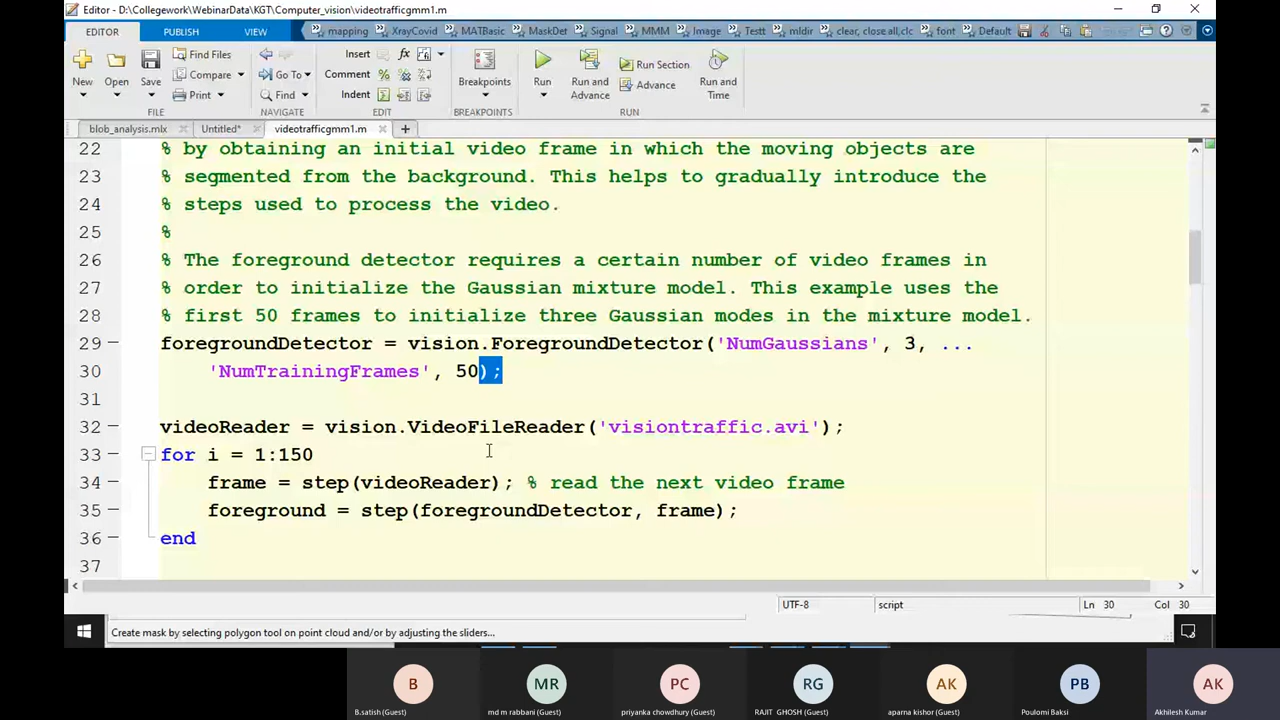 Editor - D:\Collegework\WebinarData\KGT\Computer_vision\videotrafficgmm1.m
EDITOR PUBLISH VIEW mapping XrayCovid MATBasic MaskDet Signal MMM Image Testt mldir clear, close all,clc font Default
New Open Save Find Files Compare Print Go To Find Insert Comment Indent fx Breakpoints Run Run and Advance Run Section Advance Run and Time
FILE NAVIGATE EDIT BREAKPOINTS RUN
blob_analysis.mlx Untitled* videotrafficgmm1.m
22 % by obtaining an initial video frame in which the moving objects are
23 % segmented from the background. This helps to gradually introduce the
24 % steps used to process the video.
25 %
26 % The foreground detector requires a certain number of video frames in
27 % order to initialize the Gaussian mixture model. This example uses the
28 % first 50 frames to initialize three Gaussian modes in the mixture model.
29 foregroundDetector = vision.ForegroundDetector('NumGaussians', 3, ...
30 'NumTrainingFrames', 50);
31
32 videoReader = vision.VideoFileReader('visiontraffic.avi');
33 for i = 1:150
34 frame = step(videoReader); % read the next video frame
35 foreground = step(foregroundDetector, frame);
36 end
37
UTF-8 script Ln 30 Col 30
Create mask by selecting polygon tool on point cloud and/or by adjusting the sliders...
B MR PC RG AK PB AK
B.satish (Guest) md m rabbani (Guest) priyanka chowdhury (Guest) RAJIT GHOSH (Guest) aparna kishor (Guest) Poulomi Baksi Akhilesh Kumar